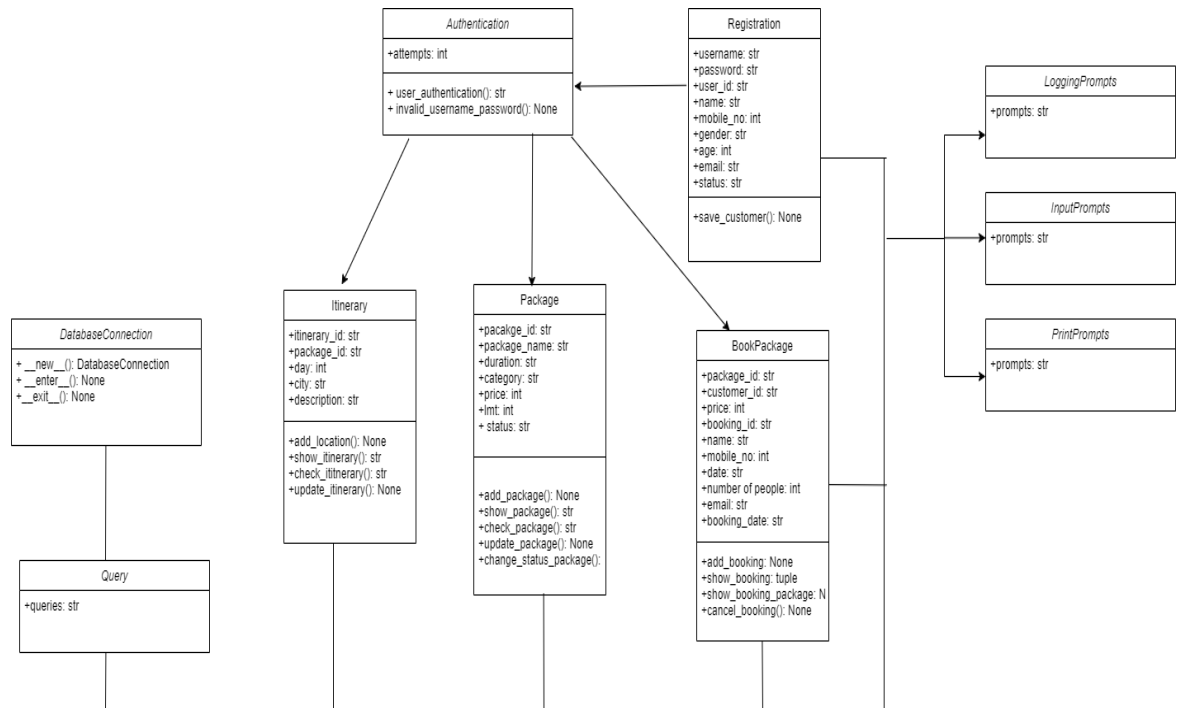 Authentication
+attempts: int
+ user_authentication(): str
+ invalid_username_password(): None
Registration
+username: str
+password: str
+user_id: str
+name: str
+mobile_no: int
+gender: str
+age: int
+email: str
+status: str
+save_customer(): None
LoggingPrompts
+prompts: str
InputPrompts
+prompts: str
PrintPrompts
+prompts: str
DatabaseConnection
+ __new__(): DatabaseConnection
+ __enter__(): None
+__exit__(): None
Itinerary
+itinerary_id: str
+package_id: str
+day: int
+city: str
+description: str
+add_location(): None
+show_itinerary(): str
+check_ititnerary(): str
+update_itinerary(): None
Package
+pacakge_id: str
+package_name: str
+duration: str
+category: str
+price: int
+lmt: int
+ status: str
+add_package(): None
+show_package(): str
+check_package(): str
+update_package(): None
+change_status_package():
BookPackage
+package_id: str
+customer_id: str
+price: int
+booking_id: str
+name: str
+mobile_no: int
+date: str
+number of people: int
+email: str
+booking_date: str
+add_booking: None
+show_booking: tuple
+show_booking_package: N
+cancel_booking(): None
Query
+queries: str